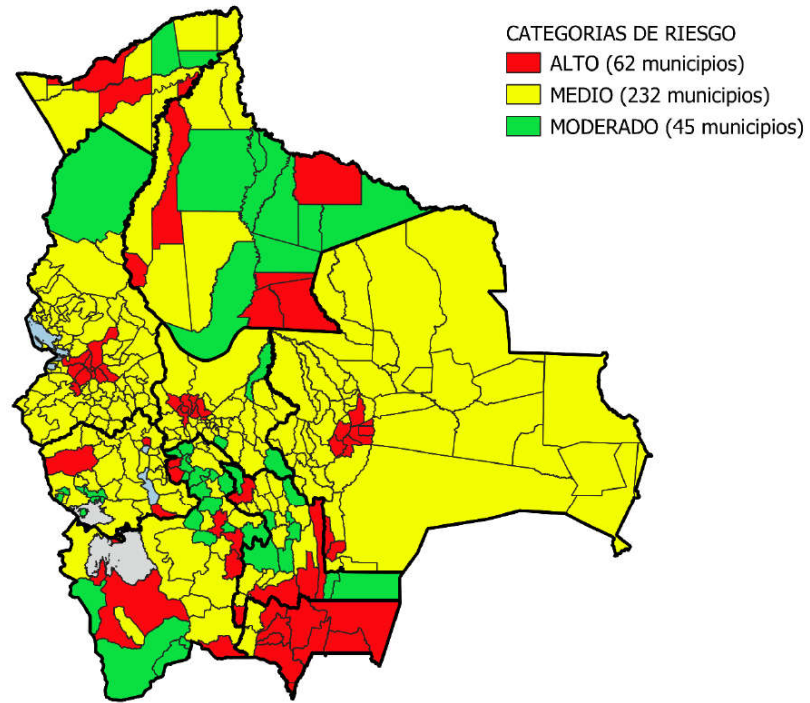 CATEGORIAS DE RIESGO
ALTO (62 municipios)
MEDIO (232 municipios)
MODERADO (45 municipios)